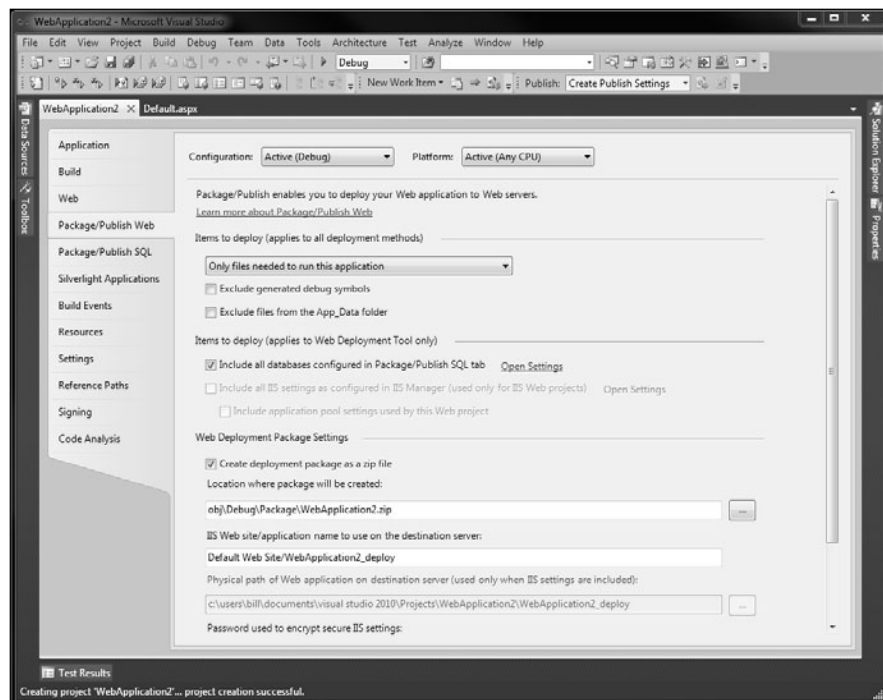 WebApplication2 - Microsoft Visual Studio
File Edit View Project Build Debug Team Data Tools Architecture Test Analyze Window Help
Debug
New Work Item Publish: Create Publish Settings
WebApplication2 Default.aspx
Data Sources
Toolbox
Solution Explorer
Properties
Application
Build
Web
Package/Publish Web
Package/Publish SQL
Silverlight Applications
Build Events
Resources
Settings
Reference Paths
Signing
Code Analysis
Configuration: Active (Debug) Platform: Active (Any CPU)
Package/Publish enables you to deploy your Web application to Web servers.
Learn more about Package/Publish Web
Items to deploy (applies to all deployment methods)
Only files needed to run this application
Exclude generated debug symbols
Exclude files from the App_Data folder
Items to deploy (applies to Web Deployment Tool only)
Include all databases configured in Package/Publish SQL tab Open Settings
Include all IIS settings as configured in IIS Manager (used only for IIS Web projects) Open Settings
Include application pool settings used by this Web project
Web Deployment Package Settings
Create deployment package as a zip file
Location where package will be created:
obj\Debug\Package\WebApplication2.zip ...
IIS Web site/application name to use on the destination server:
Default Web Site/WebApplication2_deploy
Physical path of Web application on destination server (used only when IIS settings are included):
c:\users\bill\documents\visual studio 2010\Projects\WebApplication2\WebApplication2_deploy ...
Password used to encrypt secure IIS settings:
Test Results
Creating project 'WebApplication2'... project creation successful.